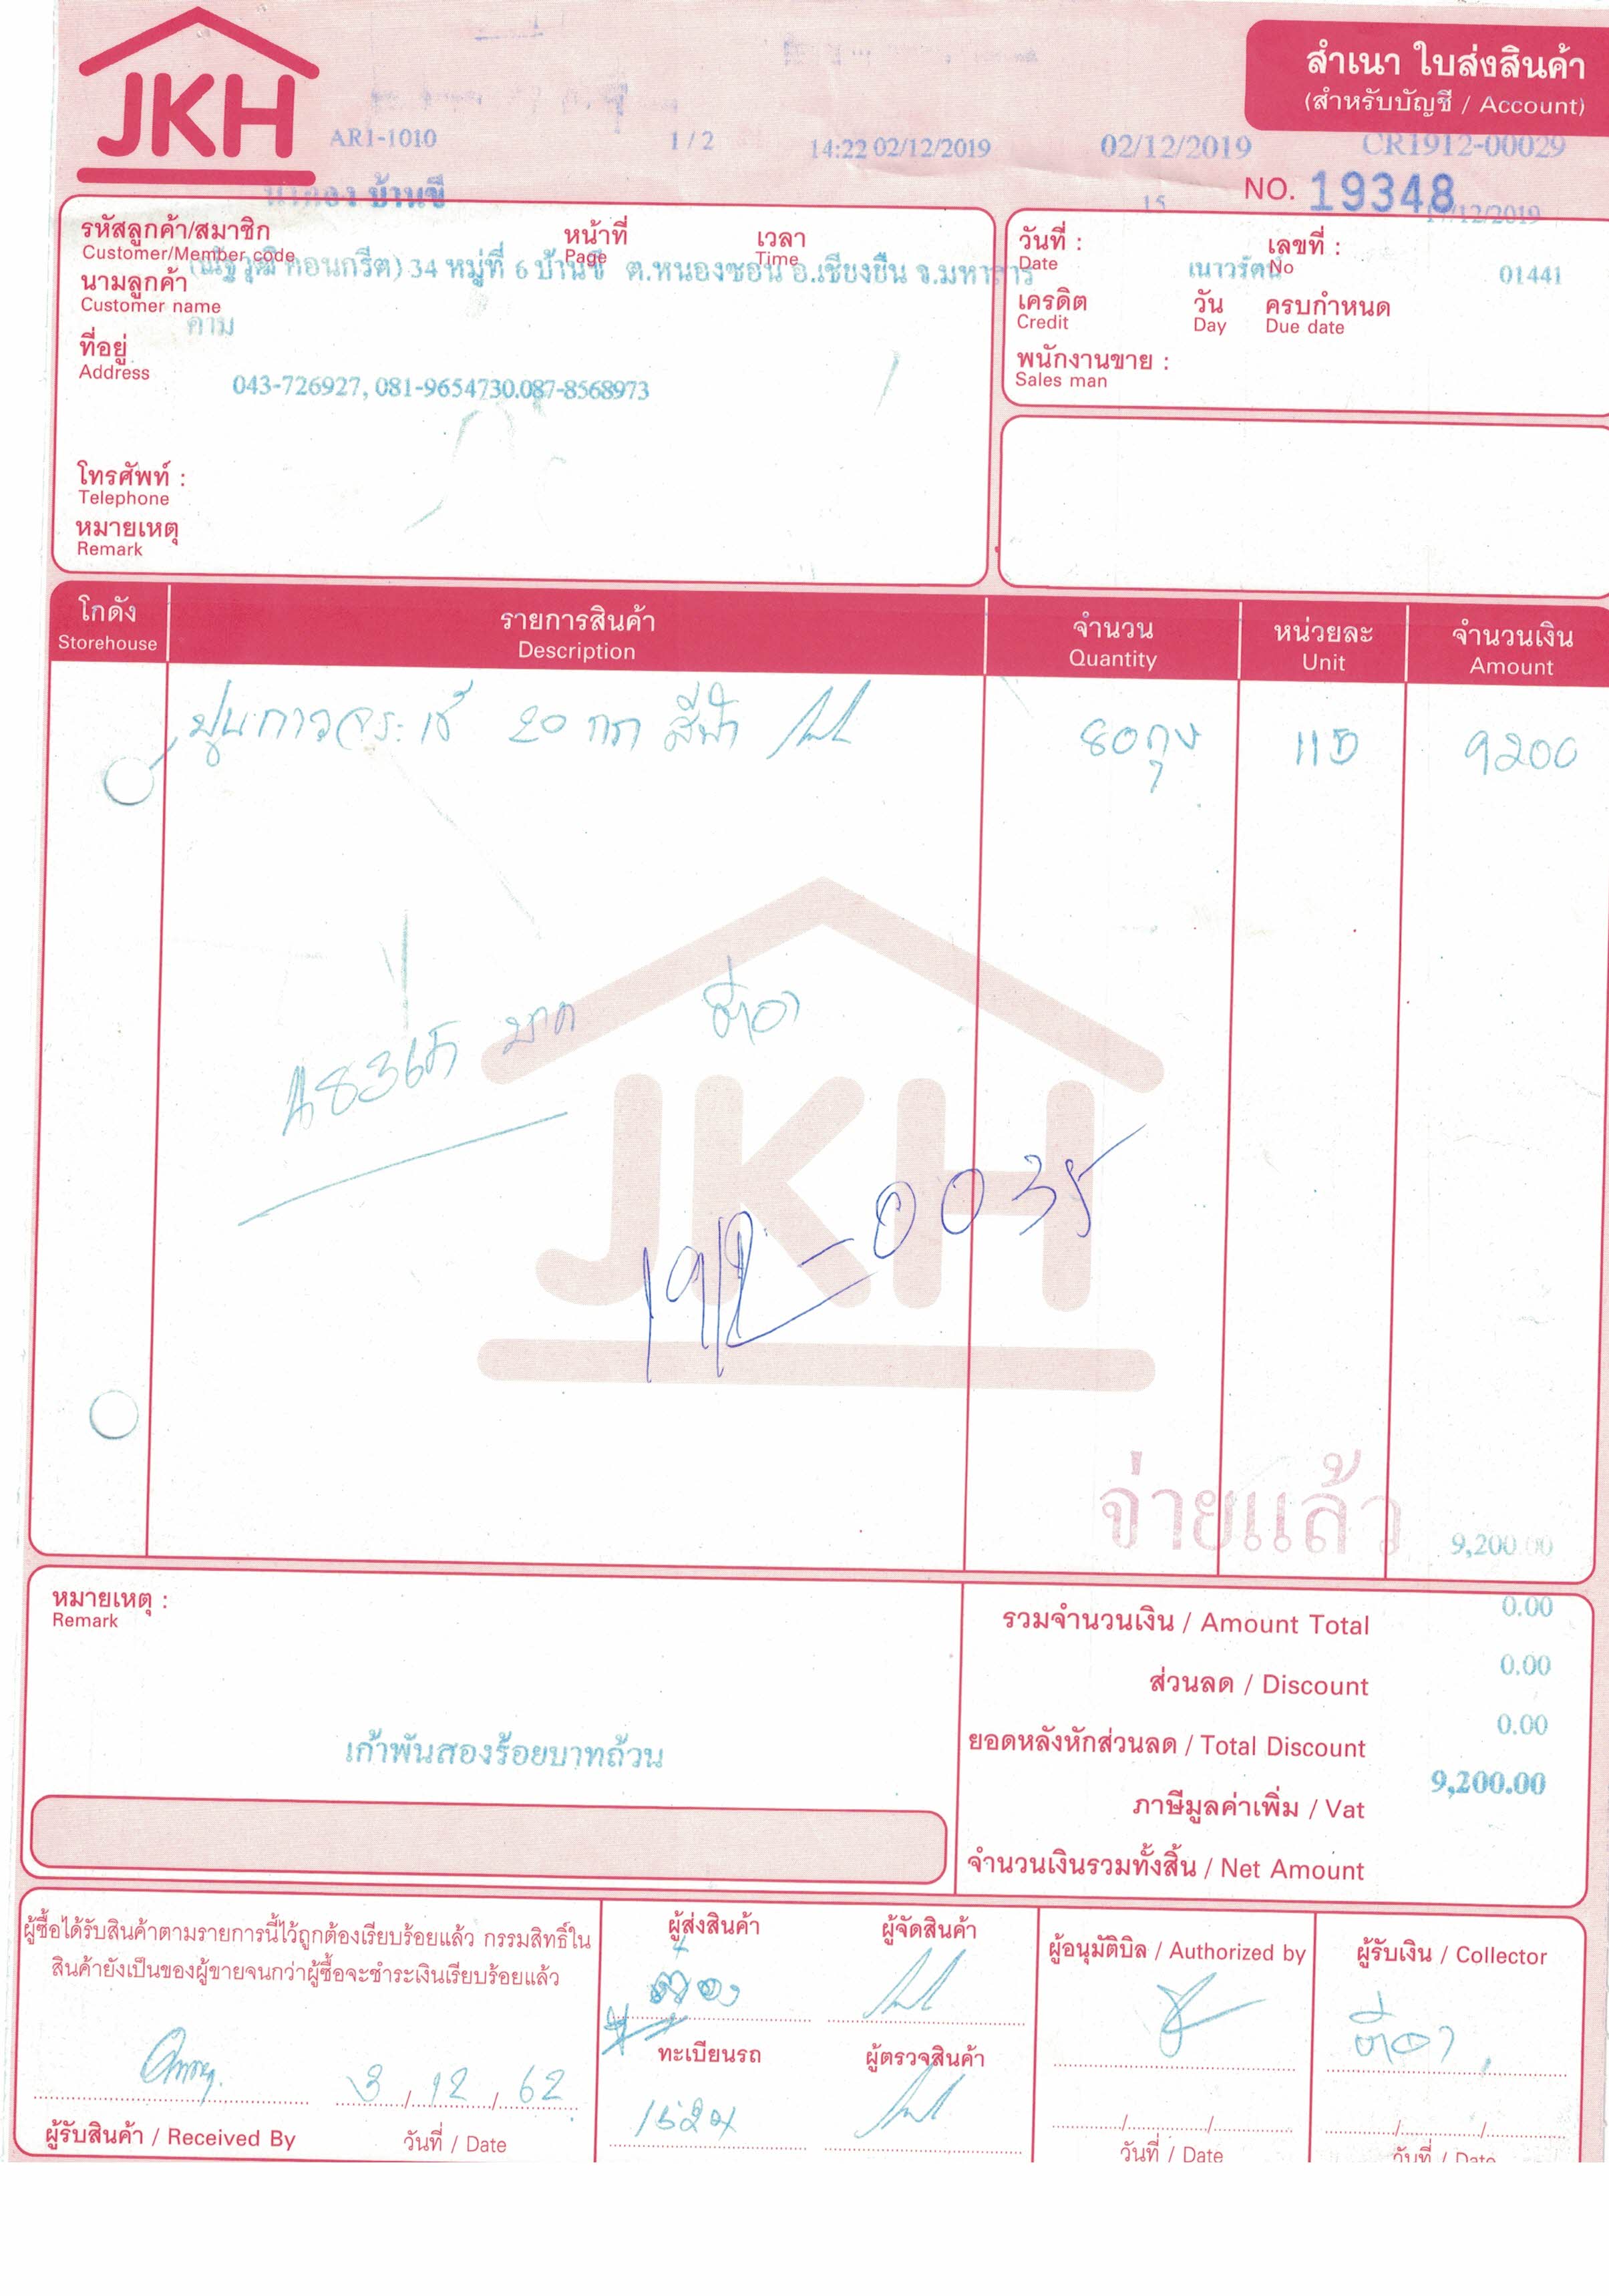 JKH
สำเนา ใบส่งสินค้า
(สำหรับบัญชี / Account)
AR1-1010 1 / 2 14:22 02/12/2019 02/12/2019 CR1912-00029
บ้านซี
NO. 19348
15 17/12/2019
รหัสลูกค้า/สมาชิก หน้าที่ เวลา
Customer/Member code Page Time
(ณัฐวุฒิ คอนกรีต) 34 หมู่ที่ 6 บ้านซี ต.หนองซอน อ.เชียงยืน จ.มหาสาร
นามลูกค้า
Customer name
คาม
ที่อยู่
Address
043-726927, 081-9654730.087-8568973
โทรศัพท์ :
Telephone
หมายเหตุ
Remark
วันที่ : เลขที่ :
Date No
เนาวรัตน์ 01441
เครดิต วัน ครบกำหนด
Credit Day Due date
พนักงานขาย :
Sales man
โกดัง รายการสินค้า จำนวน หน่วยละ จำนวนเงิน
Storehouse Description Quantity Unit Amount
ปูนกาวจระเข้ 20 กก สีฟ้า 80ถุง 115 9200
JKH
1912-0035
จ่ายแล้ว
9,200.00
หมายเหตุ :
Remark
เก้าพันสองร้อยบาทถ้วน
0.00
รวมจำนวนเงิน / Amount Total
0.00
ส่วนลด / Discount
0.00
ยอดหลังหักส่วนลด / Total Discount
9,200.00
ภาษีมูลค่าเพิ่ม / Vat
จำนวนเงินรวมทั้งสิ้น / Net Amount
ผู้ซื้อได้รับสินค้าตามรายการนี้ไว้ถูกต้องเรียบร้อยแล้ว กรรมสิทธิ์ใน
สินค้ายังเป็นของผู้ขายจนกว่าผู้ซื้อจะชำระเงินเรียบร้อยแล้ว
3 / 12 / 62
ผู้รับสินค้า / Received By วันที่ / Date
ผู้ส่งสินค้า ผู้จัดสินค้า
ทะเบียนรถ ผู้ตรวจสินค้า
ผู้อนุมัติบิล / Authorized by
วันที่ / Date
ผู้รับเงิน / Collector
วันที่ / Date